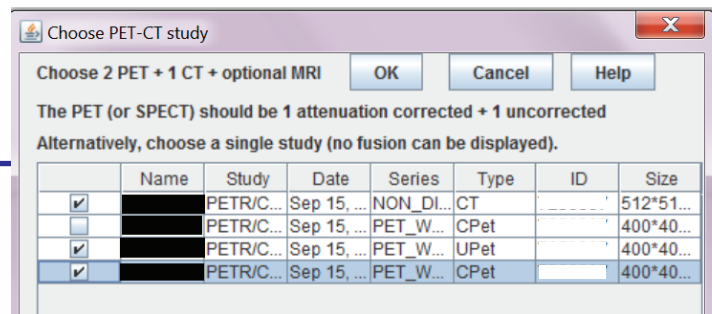 Choose PET-CT study
Choose 2 PET + 1 CT + optional MRI OK Cancel Help
The PET (or SPECT) should be 1 attenuation corrected + 1 uncorrected
Alternatively, choose a single study (no fusion can be displayed).
Name Study Date Series Type ID Size
PETR/C... Sep 15, ... NON_DI... CT 512*51...
PETR/C... Sep 15, ... PET_W... CPet 400*40...
PETR/C... Sep 15, ... PET_W... UPet 400*40...
PETR/C... Sep 15, ... PET_W... CPet 400*40...